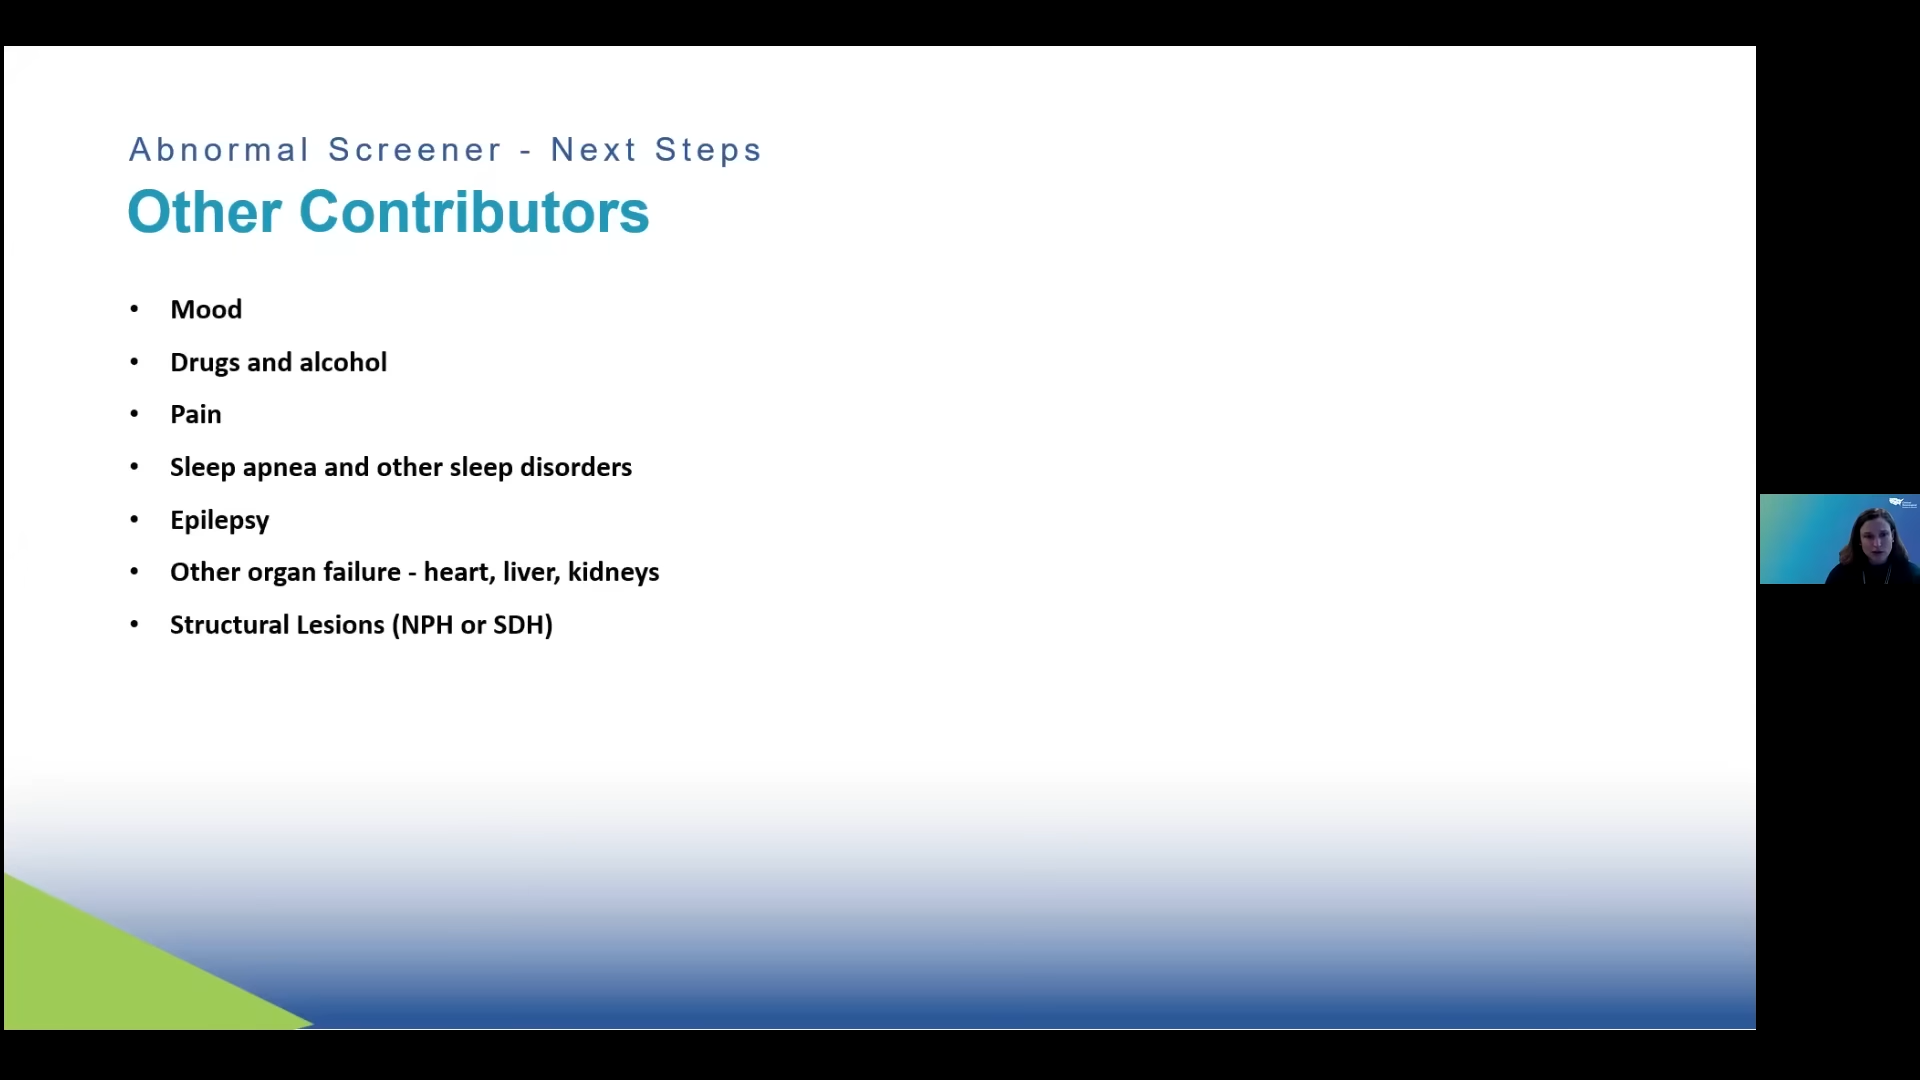 Abnormal Screener - Next Steps
Other Contributors
• Mood
• Drugs and alcohol
• Pain
• Sleep apnea and other sleep disorders
• Epilepsy
• Other organ failure - heart, liver, kidneys
• Structural Lesions (NPH or SDH)